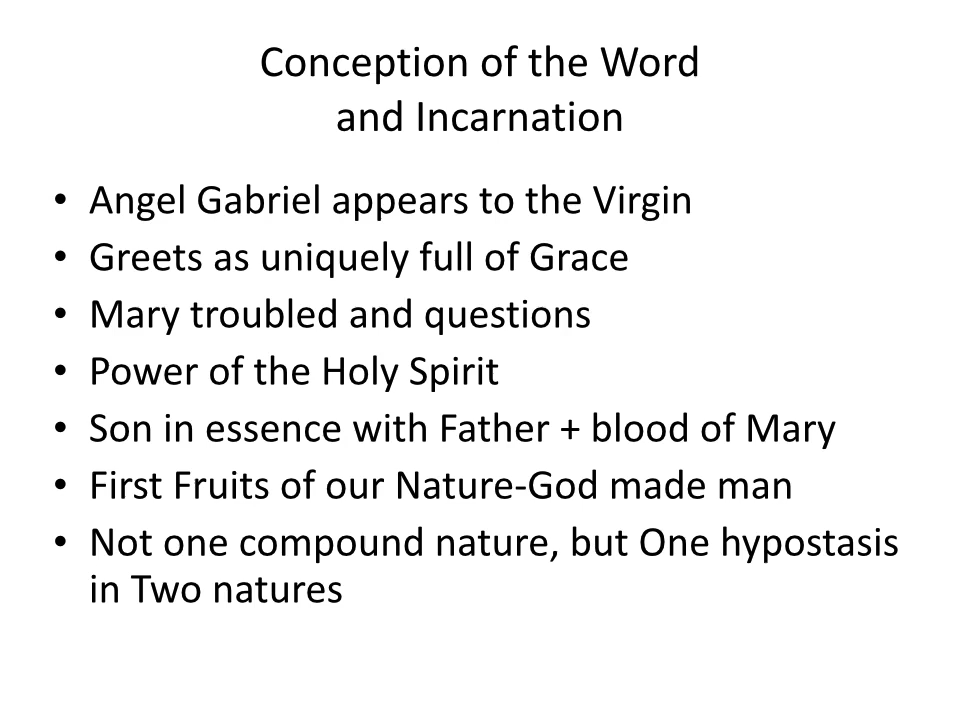 Conception of the Word
and Incarnation
• Angel Gabriel appears to the Virgin
• Greets as uniquely full of Grace
• Mary troubled and questions
• Power of the Holy Spirit
• Son in essence with Father + blood of Mary
• First Fruits of our Nature-God made man
• Not one compound nature, but One hypostasis
in Two natures